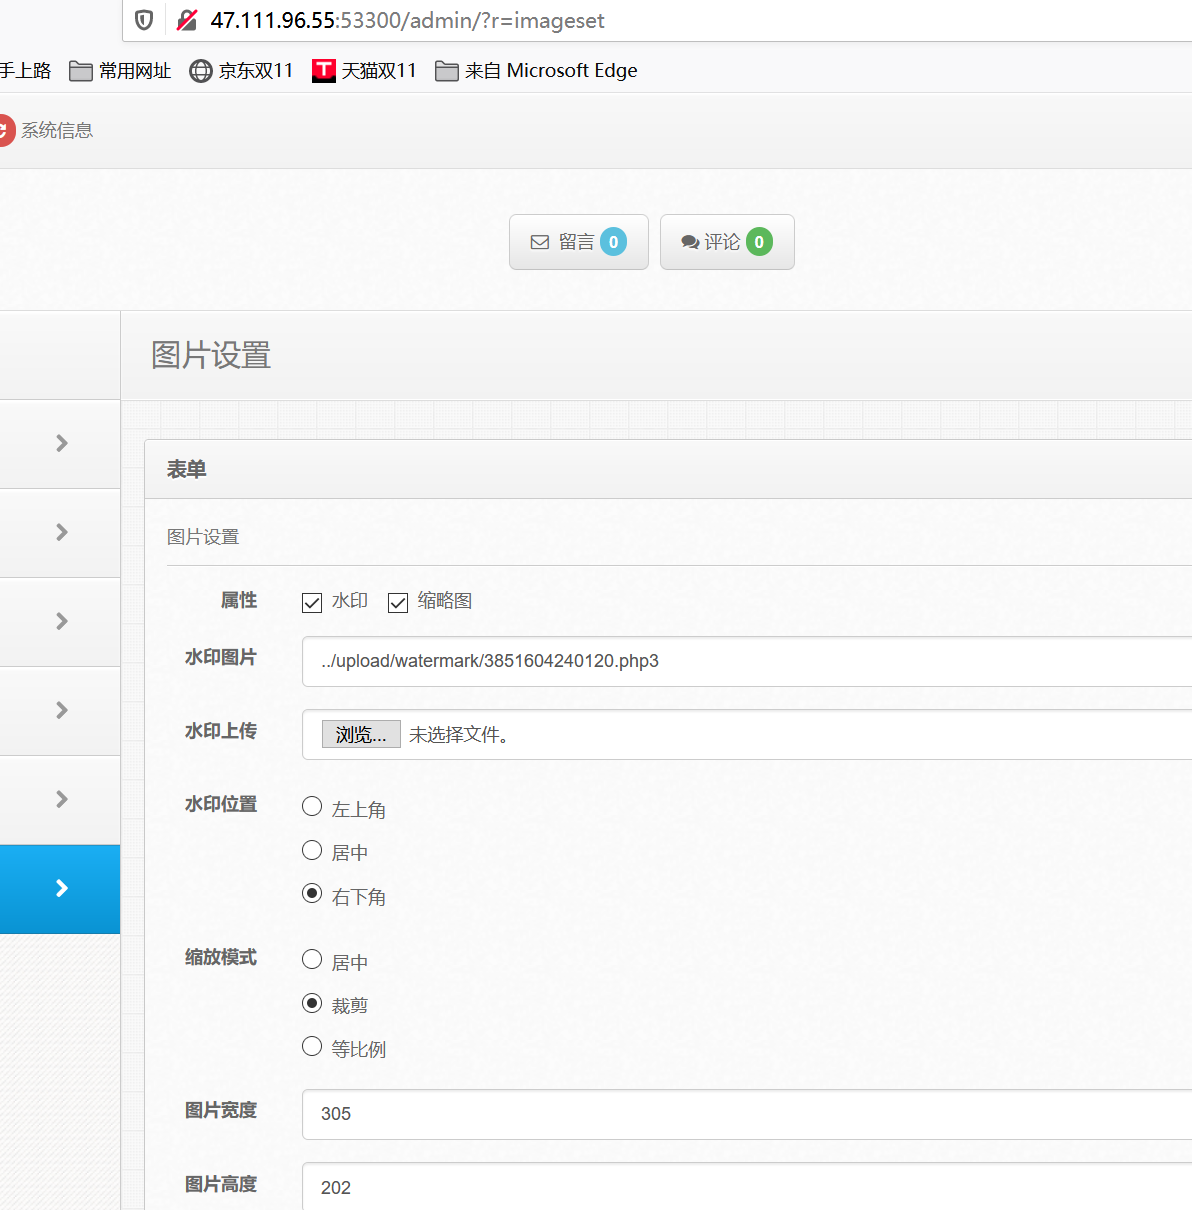 47.111.96.55:53300/admin/?r=imageset
手上路 常用网址 京东双11 天猫双11 来自 Microsoft Edge
系统信息
留言 0 评论 0
图片设置
表单
图片设置
属性 水印 缩略图
水印图片 ../upload/watermark/3851604240120.php3
水印上传 浏览... 未选择文件。
水印位置 左上角
居中
右下角
缩放模式 居中
裁剪
等比例
图片宽度 305
图片高度 202